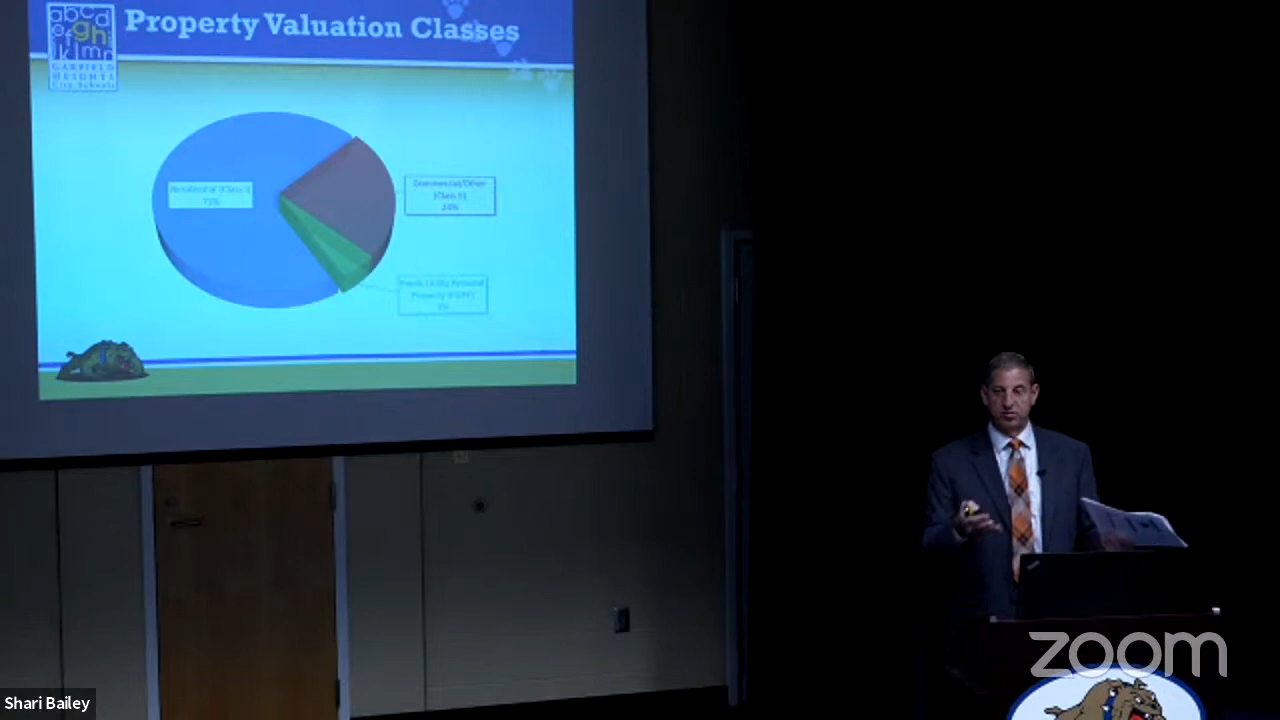 abcd
efgh
ijklmn
GARFIELD
HEIGHTS
City Schools
Property Valuation Classes
Residential (Class I)
Commercial/Other
(Class II)
Public Utility Personal
Property (PUPP)
zoom
Shari Bailey